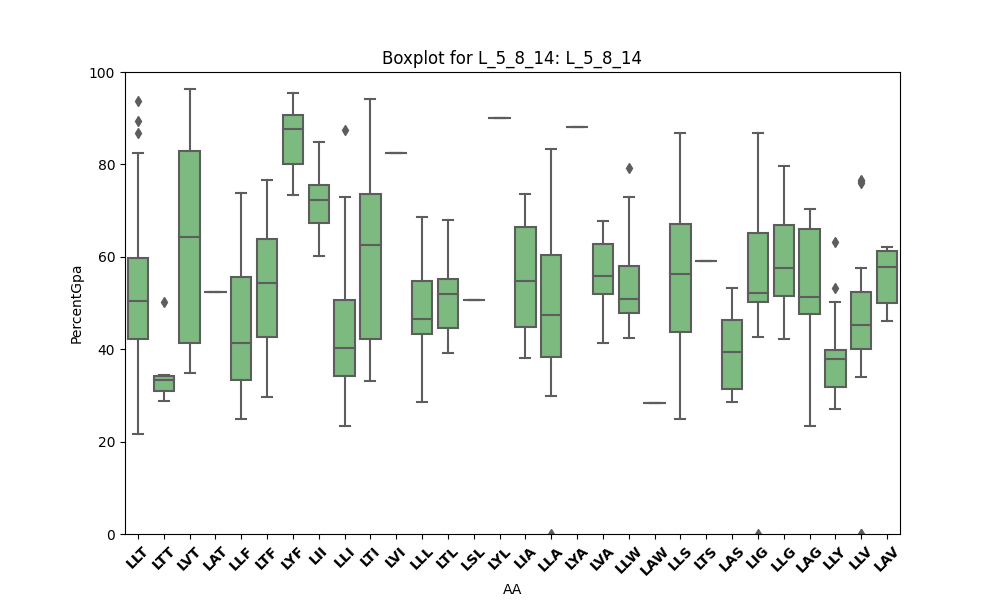 Boxplot for L_5_8_14: L_5_8_14
100
80
60
40
20
0
PercentGpa
LLT LTT LVT LAT LLF LTF LYF LII LLI LTI LVI LLL LTL LSL LYL LIA LLA LYA LVA LLW LAW LLS LTS LAS LIG LLG LAG LLY LLV LAV
AA